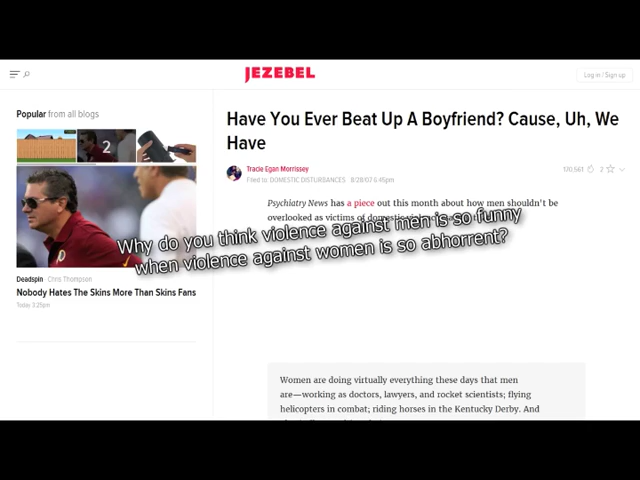 JEZEBEL
Log in / Sign up
Popular from all blogs
2
Deadspin Chris Thompson
Nobody Hates The Skins More Than Skins Fans
Today 3:25pm
Have You Ever Beat Up A Boyfriend? Cause, Uh, We
Have
Tracie Egan Morrissey
Filed to: DOMESTIC DISTURBANCES 8/28/07 6:45pm
170,561 2
Psychiatry News has a piece out this month about how men shouldn't be
overlooked as victims of
Why do you think violence against men is so funny
when violence against women is so abhorrent?
Women are doing virtually everything these days that men
are—working as doctors, lawyers, and rocket scientists; flying
helicopters in combat; riding horses in the Kentucky Derby. And